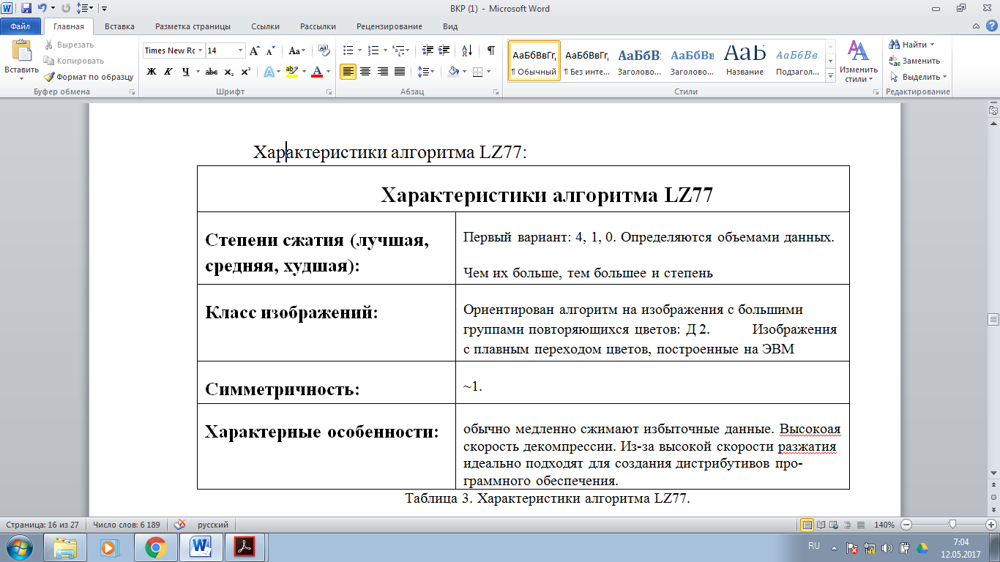 ВКР (1) - Microsoft Word
Файл Главная Вставка Разметка страницы Ссылки Рассылки Рецензирование Вид
Вставить
Вырезать
Копировать
Формат по образцу
Буфер обмена
Times New Ro 14
Ж К Ч abc x₂ x²
Шрифт
Абзац
АаБбВвГг, АаБбВвГг, АаБбВ АаБбВв АаБ АаБбВв.
¶ Обычный ¶ Без инте... Заголово... Заголово... Название Подзагол...
Стили
Изменить стили
Найти
Заменить
Выделить
Редактирование
Характеристики алгоритма LZ77:
Характеристики алгоритма LZ77
Степени сжатия (лучшая,
средняя, худшая):
Первый вариант: 4, 1, 0. Определяются объемами данных.
Чем их больше, тем большее и степень
Класс изображений:
Ориентирован алгоритм на изображения с большими
группами повторяющихся цветов: Д 2. Изображения
с плавным переходом цветов, построенные на ЭВМ
Симметричность:
~1.
Характерные особенности:
обычно медленно сжимают избыточные данные. Высокоая
скорость декомпрессии. Из-за высокой скорости разжатия
идеально подходят для создания дистрибутивов про-
граммного обеспечения.
Таблица 3. Характеристики алгоритма LZ77.
Страница: 16 из 27 Число слов: 6 189 русский 140%
RU 7:04
12.05.2017